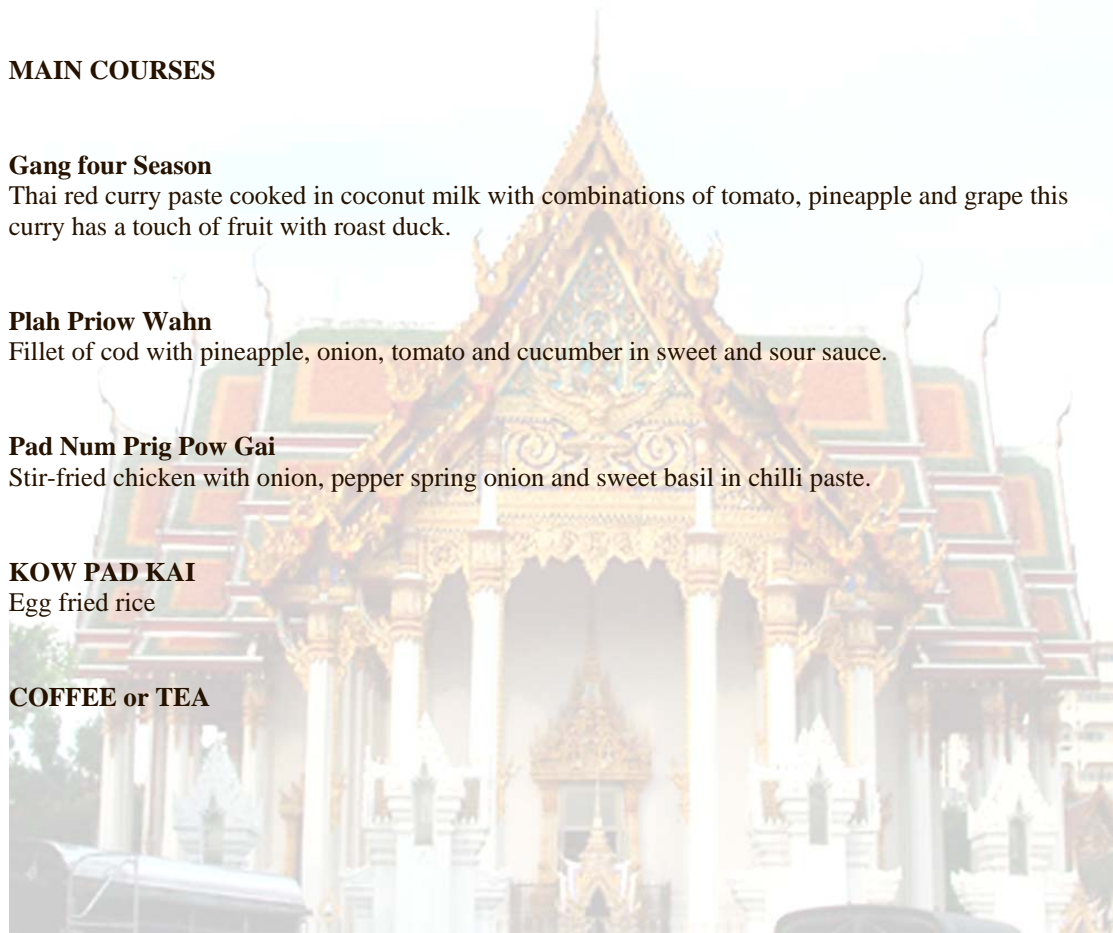 MAIN COURSES
Gang four Season
Thai red curry paste cooked in coconut milk with combinations of tomato, pineapple and grape this
curry has a touch of fruit with roast duck.
Plah Priow Wahn
Fillet of cod with pineapple, onion, tomato and cucumber in sweet and sour sauce.
Pad Num Prig Pow Gai
Stir-fried chicken with onion, pepper spring onion and sweet basil in chilli paste.
KOW PAD KAI
Egg fried rice
COFFEE or TEA